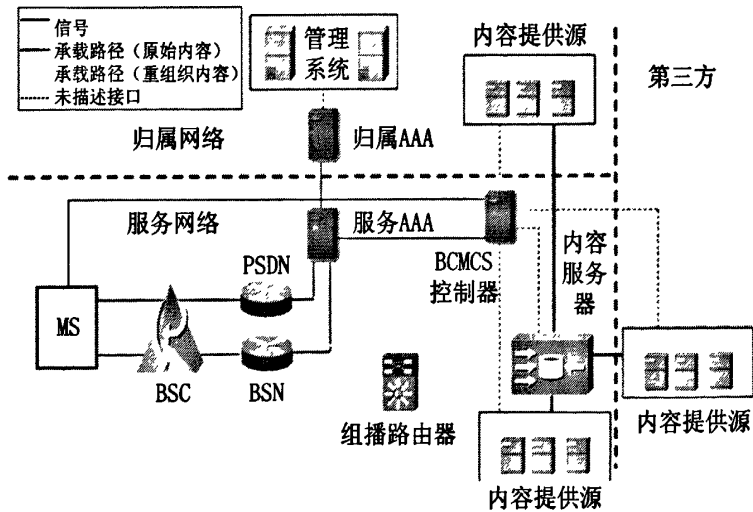 信号
承载路径（原始内容）
承载路径（重组织内容）
未描述接口
管理
系统
内容提供源
第三方
归属网络
归属AAA
服务网络
服务AAA
BCMCS
控制器
内容
服务
器
PSDN
MS
BSC
BSN
组播路由器
内容提供源
内容提供源